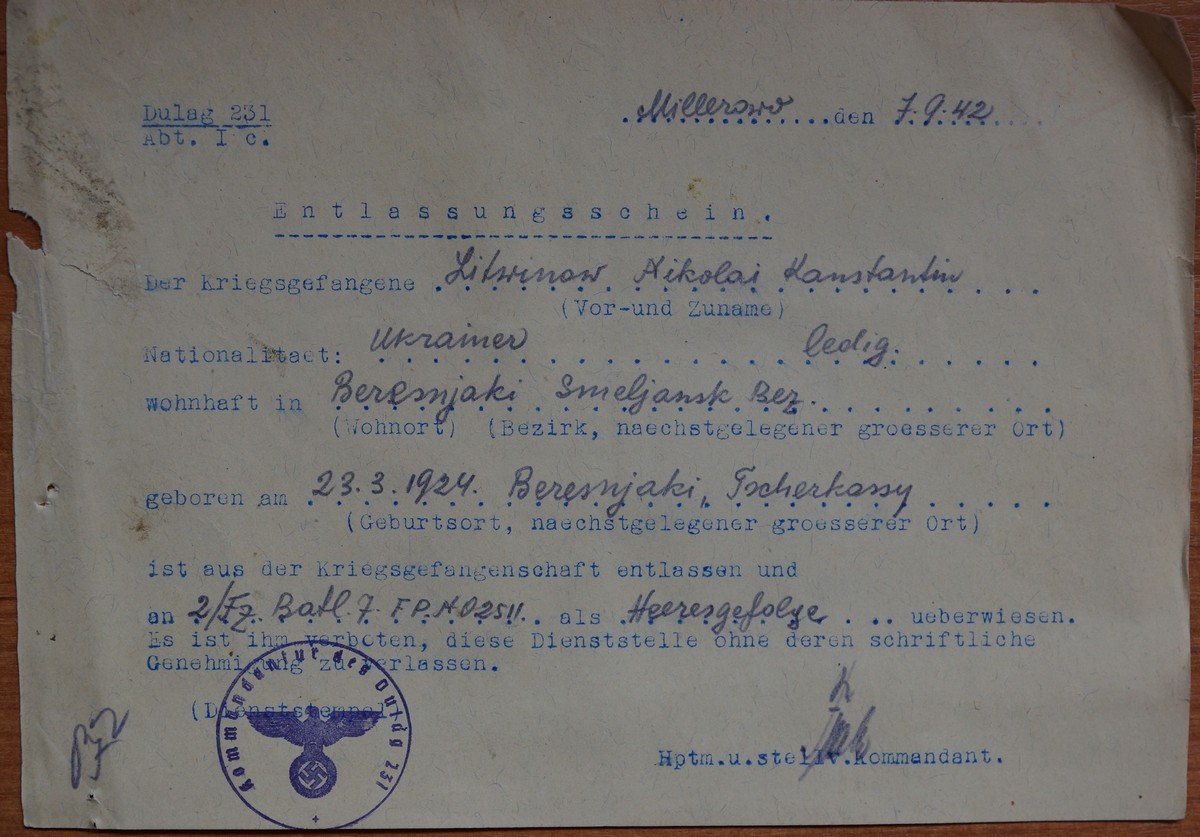 Dulag 231
Millerowo den 7.9.42
Abt. I c.
Entlassungsschein.
Der Kriegsgefangene Litwinow Nikolai Konstantin
(Vor-und Zuname)
Nationalitaet: Ukrainer ledig.
wohnhaft in Beresnjaki Smeljansk Bez.
(Wohnort) (Bezirk, naechstgelegener groesserer Ort)
geboren am 23.3.1924. Beresnjaki, Tscherkassy
(Geburtsort, naechstgelegener groesserer Ort)
ist aus der Kriegsgefangenschaft entlassen und
an 2/Fz. Batl. 7. F.P.N 02511. als Heeresgefolge ueberwiesen.
Es ist ihm verboten, diese Dienststelle ohne deren schriftliche
Genehmigung zu verlassen.
(Dienststempel
Kommandantur des Dulag 231
Hptm.u.stellv.Kommandant.